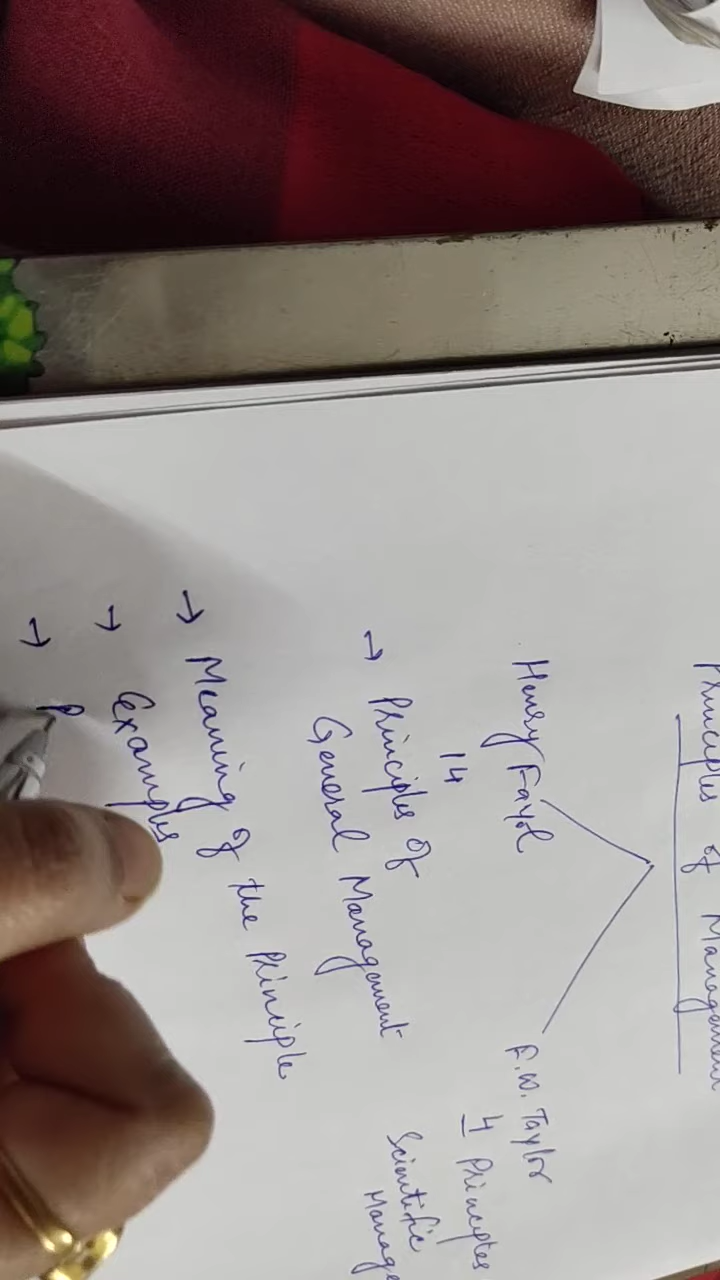 Principles of Management
Henry Fayol
F.W. Taylor
14
4 Principles
→ Principles of
General Management
Scientific
Manage
→ Meaning of the Principle
→ Examples
→ P